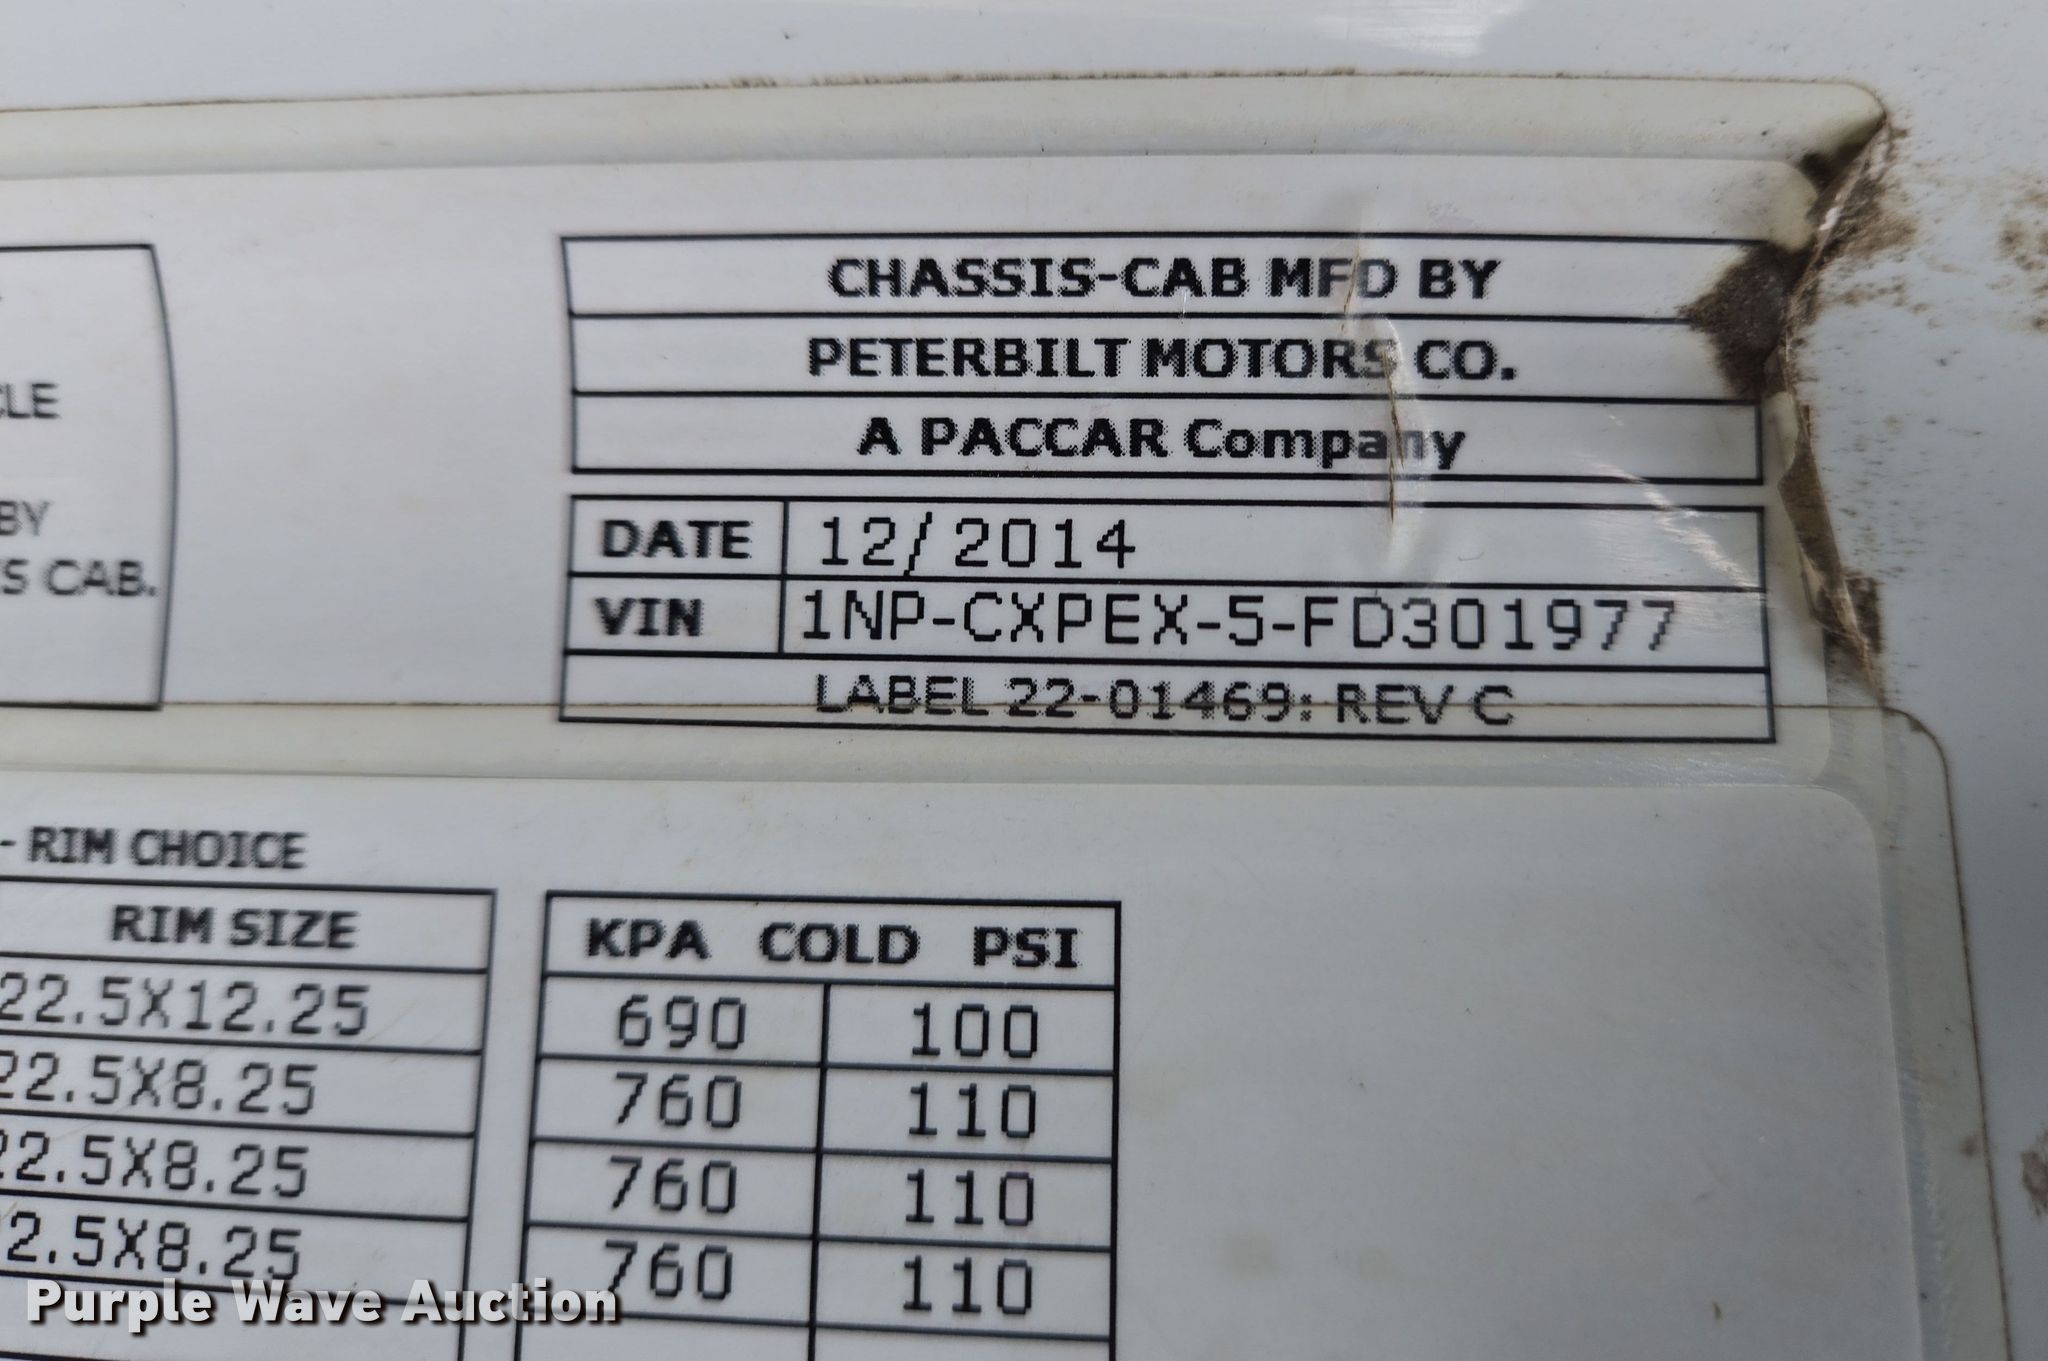 CHASSIS-CAB MFD BY
PETERBILT MOTORS CO.
A PACCAR Company
DATE 12/2014
VIN 1NP-CXPEX-5-FD301977
LABEL 22-01469: REV C
CLE
BY
S CAB.
- RIM CHOICE
RIM SIZE
22.5X12.25
22.5X8.25
22.5X8.25
22.5X8.25
KPA COLD PSI
690 100
760 110
760 110
760 110
Purple Wave Auction